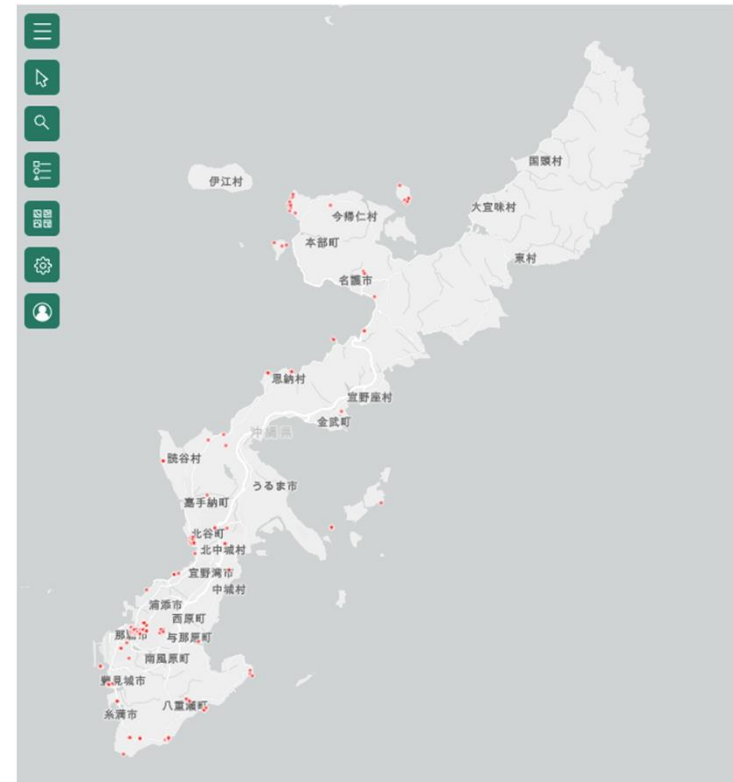 国頭村
伊江村
大宜味村
今帰仁村
本部町
東村
名護市
恩納村
宜野座村
金武町
沖縄県
読谷村
うるま市
嘉手納町
北谷町
北中城村
宜野湾市
中城村
浦添市
西原町
与那原町
南風原町
豊見城市
八重瀬町
糸満市